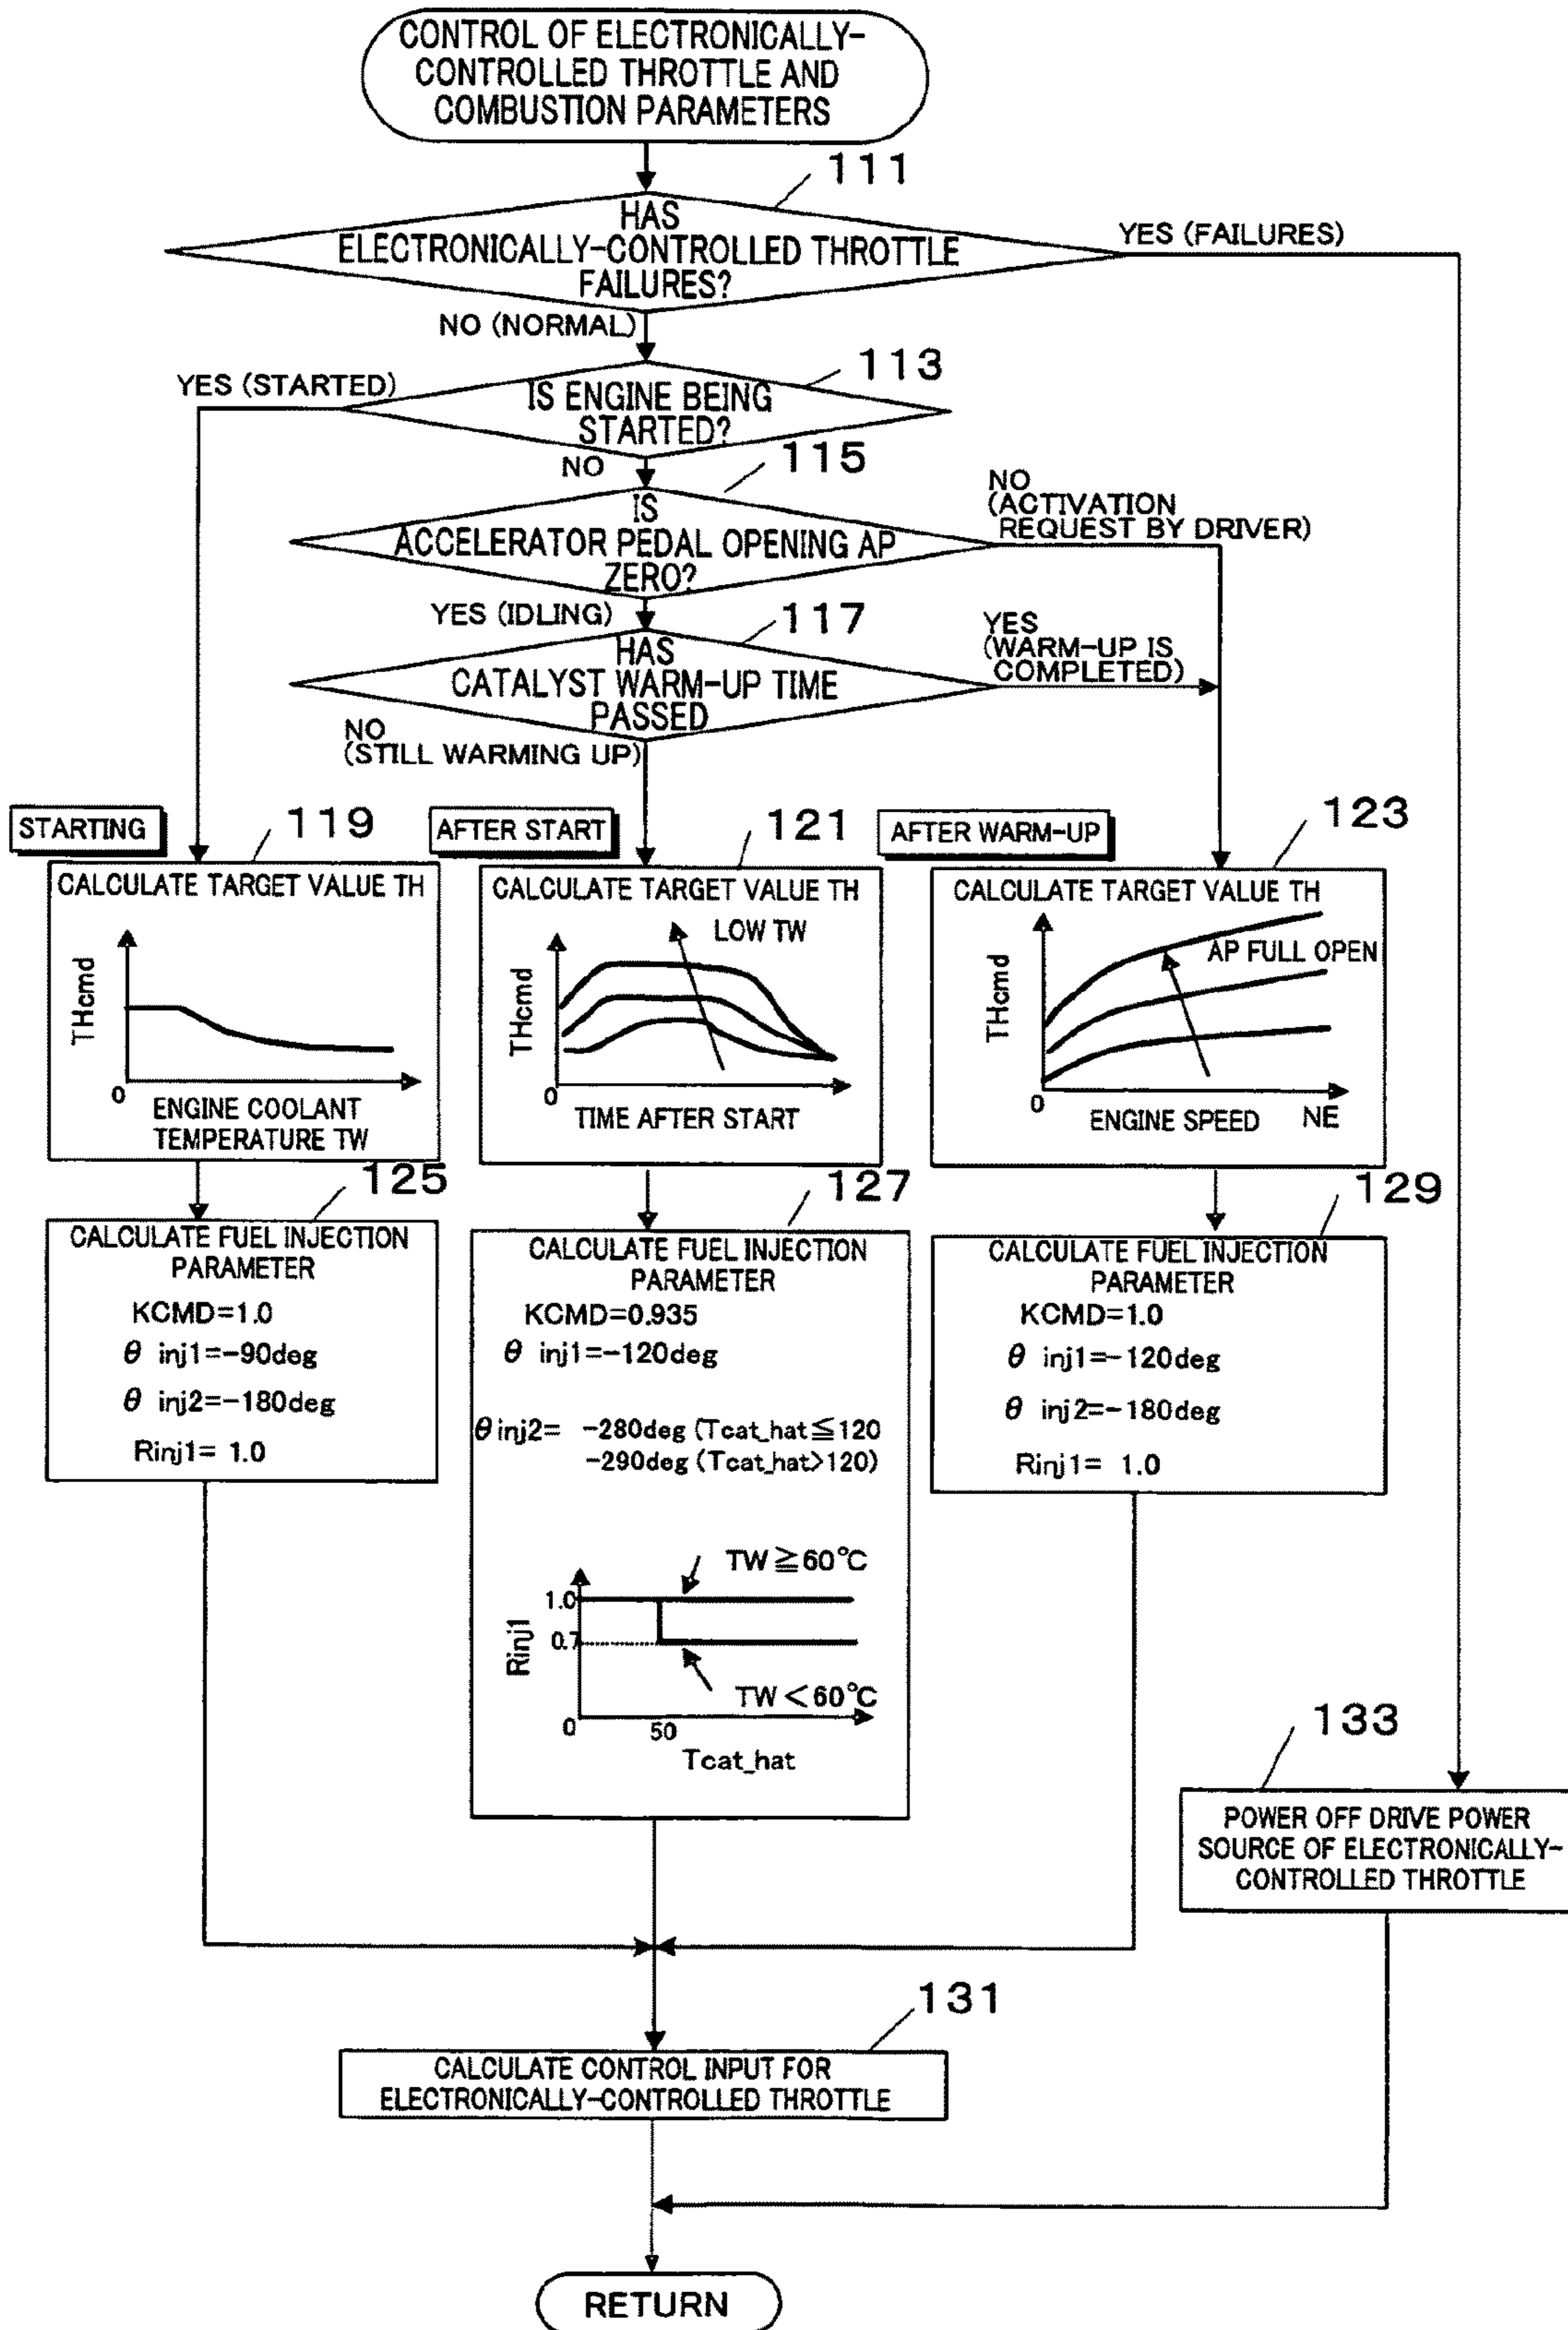 CONTROL OF ELECTRONICALLY-
CONTROLLED THROTTLE AND
COMBUSTION PARAMETERS
111
HAS
ELECTRONICALLY-CONTROLLED THROTTLE
FAILURES?
YES (FAILURES)
NO (NORMAL)
113
YES (STARTED)
IS ENGINE BEING
STARTED?
NO
115
IS
ACCELERATOR PEDAL OPENING AP
ZERO?
NO
(ACTIVATION
REQUEST BY DRIVER)
YES (IDLING)
117
HAS
CATALYST WARM-UP TIME
PASSED
YES
(WARM-UP IS
COMPLETED)
NO
(STILL WARMING UP)
STARTING
119
CALCULATE TARGET VALUE TH
THcmd
0
ENGINE COOLANT
TEMPERATURE TW
AFTER START
121
CALCULATE TARGET VALUE TH
LOW TW
THcmd
0
TIME AFTER START
AFTER WARM-UP
123
CALCULATE TARGET VALUE TH
AP FULL OPEN
THcmd
0
ENGINE SPEED NE
125
CALCULATE FUEL INJECTION
PARAMETER
KCMD=1.0
θ inj1=-90deg
θ inj2=-180deg
Rinj1= 1.0
127
CALCULATE FUEL INJECTION
PARAMETER
KCMD=0.935
θ inj1=-120deg
θ inj2= -280deg (Tcat_hat≦120
-290deg (Tcat_hat>120)
TW≧60°C
1.0
Rinj1
0.7
TW<60°C
0
50
Tcat_hat
129
CALCULATE FUEL INJECTION
PARAMETER
KCMD=1.0
θ inj1=-120deg
θ inj2=-180deg
Rinj1= 1.0
133
POWER OFF DRIVE POWER
SOURCE OF ELECTRONICALLY-
CONTROLLED THROTTLE
131
CALCULATE CONTROL INPUT FOR
ELECTRONICALLY-CONTROLLED THROTTLE
RETURN